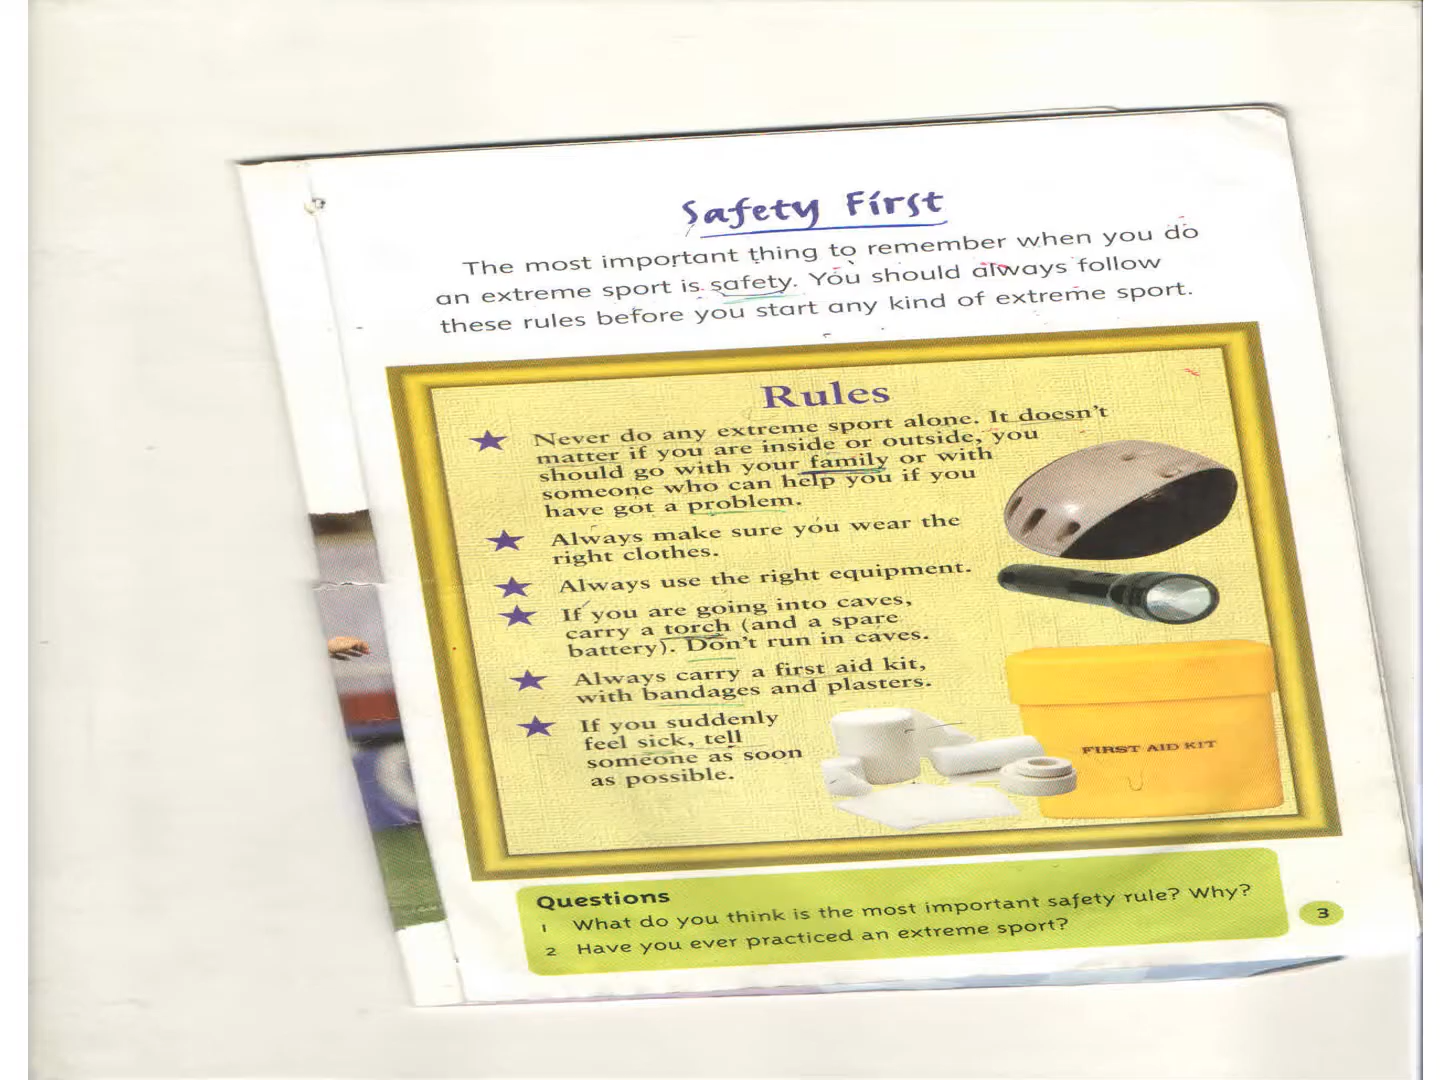 Safety First
The most important thing to remember when you do
an extreme sport is safety. You should always follow
these rules before you start any kind of extreme sport.
Rules
Never do any extreme sport alone. It doesn't
matter if you are inside or outside, you
should go with your family or with
someone who can help you if you
have got a problem.
Always make sure you wear the
right clothes.
Always use the right equipment.
If you are going into caves,
carry a torch (and a spare
battery). Don't run in caves.
Always carry a first aid kit,
with bandages and plasters.
If you suddenly
feel sick, tell
someone as soon
as possible.
FIRST AID KIT
Questions
1 What do you think is the most important safety rule? Why?
2 Have you ever practiced an extreme sport?
3